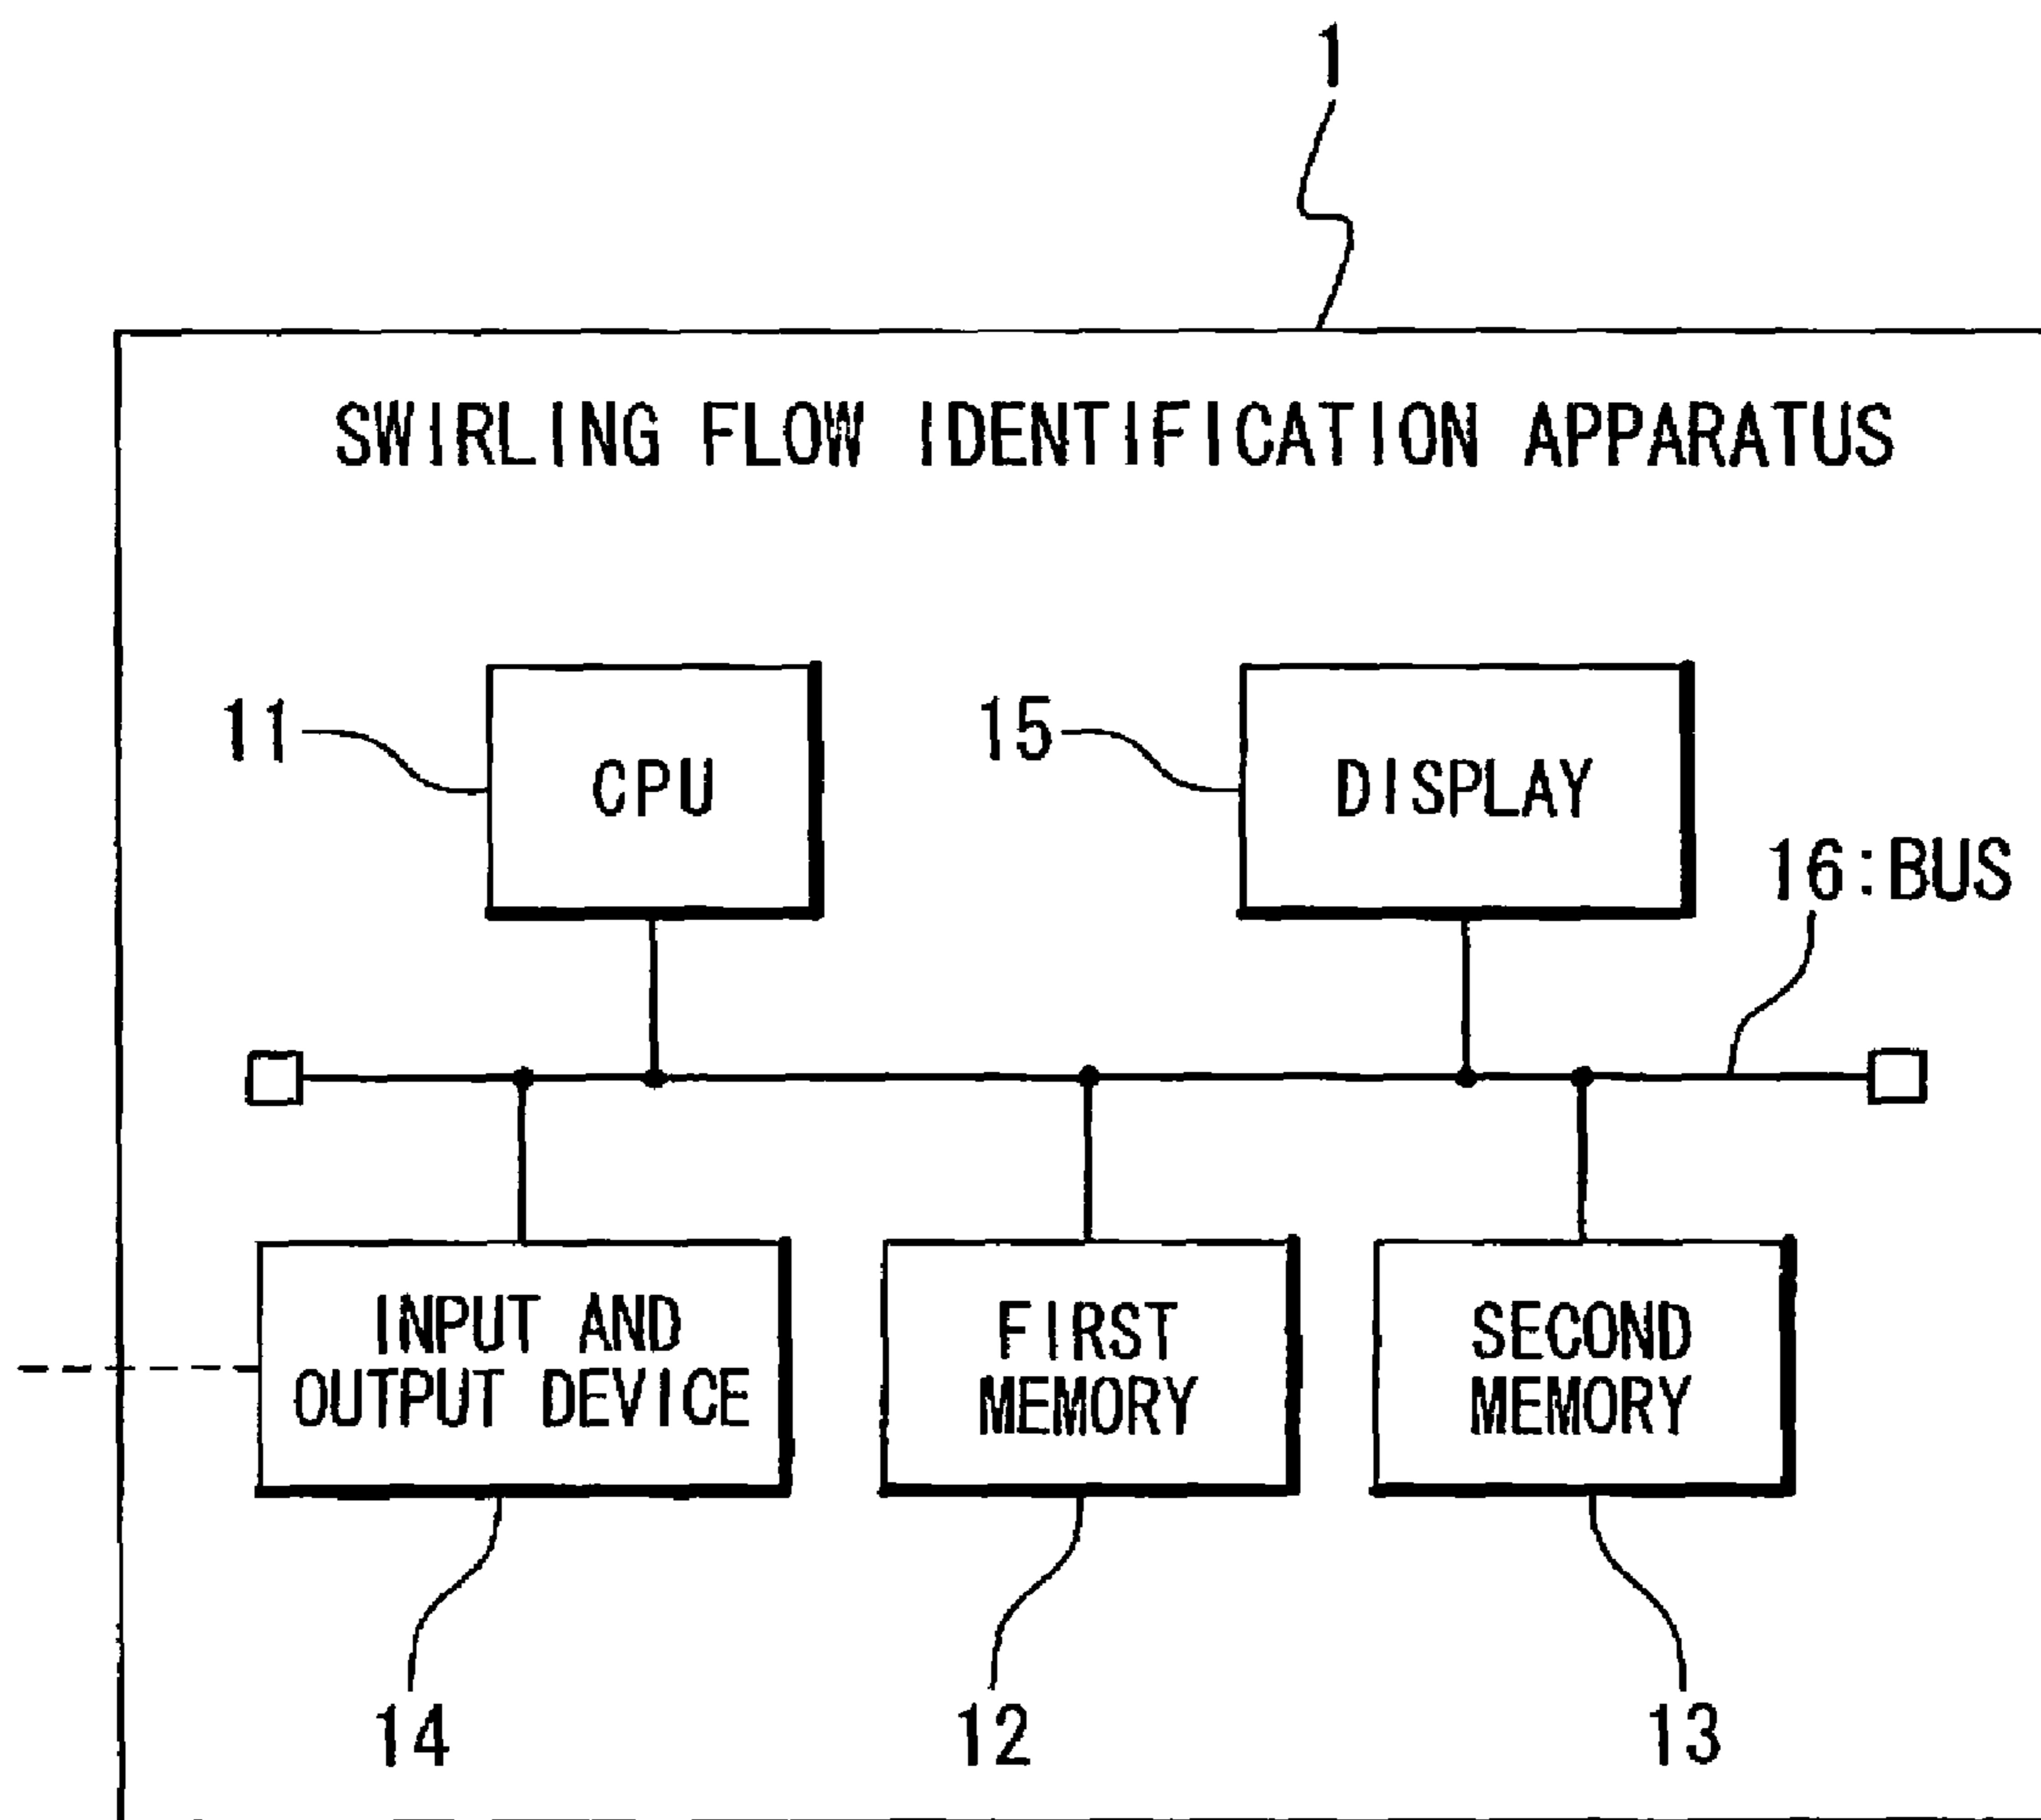 1
SWIRLING FLOW IDENTIFICATION APPARATUS
11
CPU
15
DISPLAY
16:BUS
INPUT AND
OUTPUT DEVICE
FIRST
MEMORY
SECOND
MEMORY
14
12
13